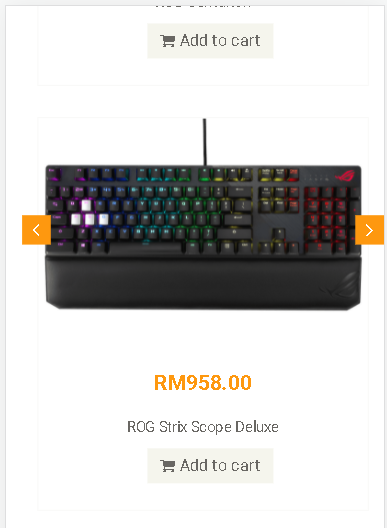 Add to cart
RM958.00
ROG Strix Scope Deluxe
Add to cart